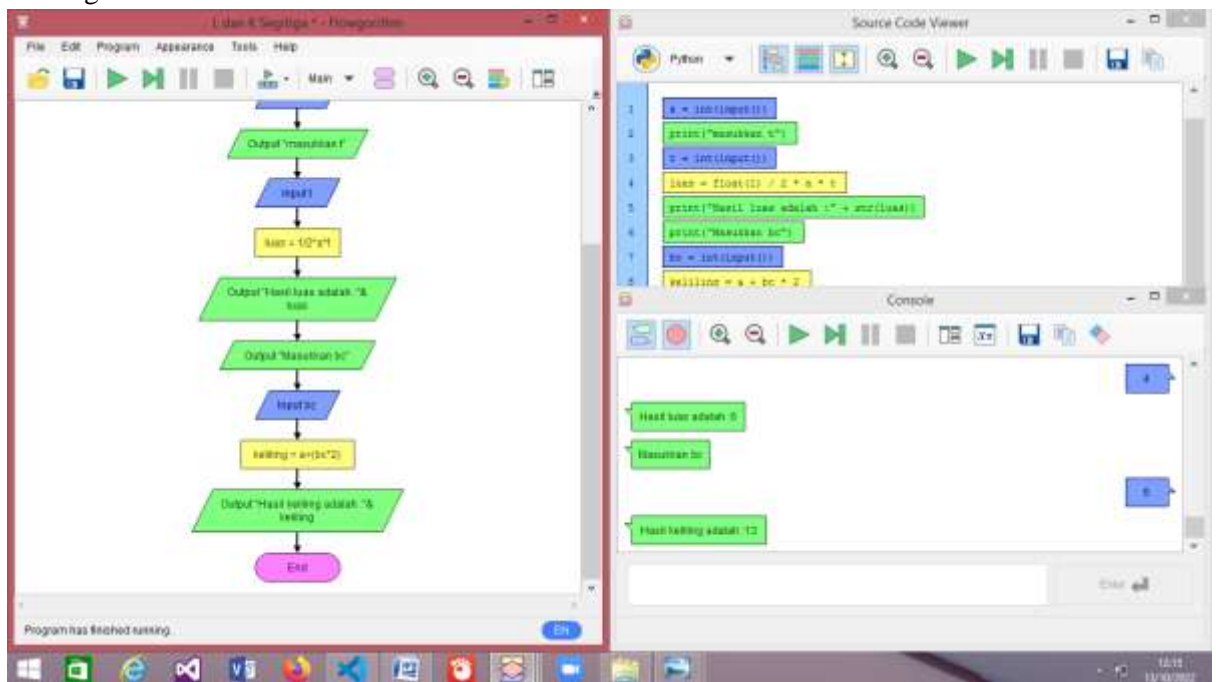 L dan K Segitiga * - Flowgorithm
File Edit Program Appearance Tools Help
Main
Output "masukkan t"
Input t
luas = 1/2*a*t
Output "Hasil luas adalah :"&
luas
Output "Masukkan bc"
Input bc
keliling = a+(bc*2)
Output "Hasil keliling adalah :"&
keliling
End
Program has finished running.
EN
Source Code Viewer
Python
1 a = int(input())
2 print("masukkan t")
3 t = int(input())
4 luas = float(1) / 2 * a * t
5 print("Hasil luas adalah :" + str(luas))
6 print("Masukkan bc")
7 bc = int(input())
8 keliling = a + bc * 2
Console
4
Hasil luas adalah :
Masukkan bc
Hasil keliling adalah :
Enter
12:15
13/10/2022